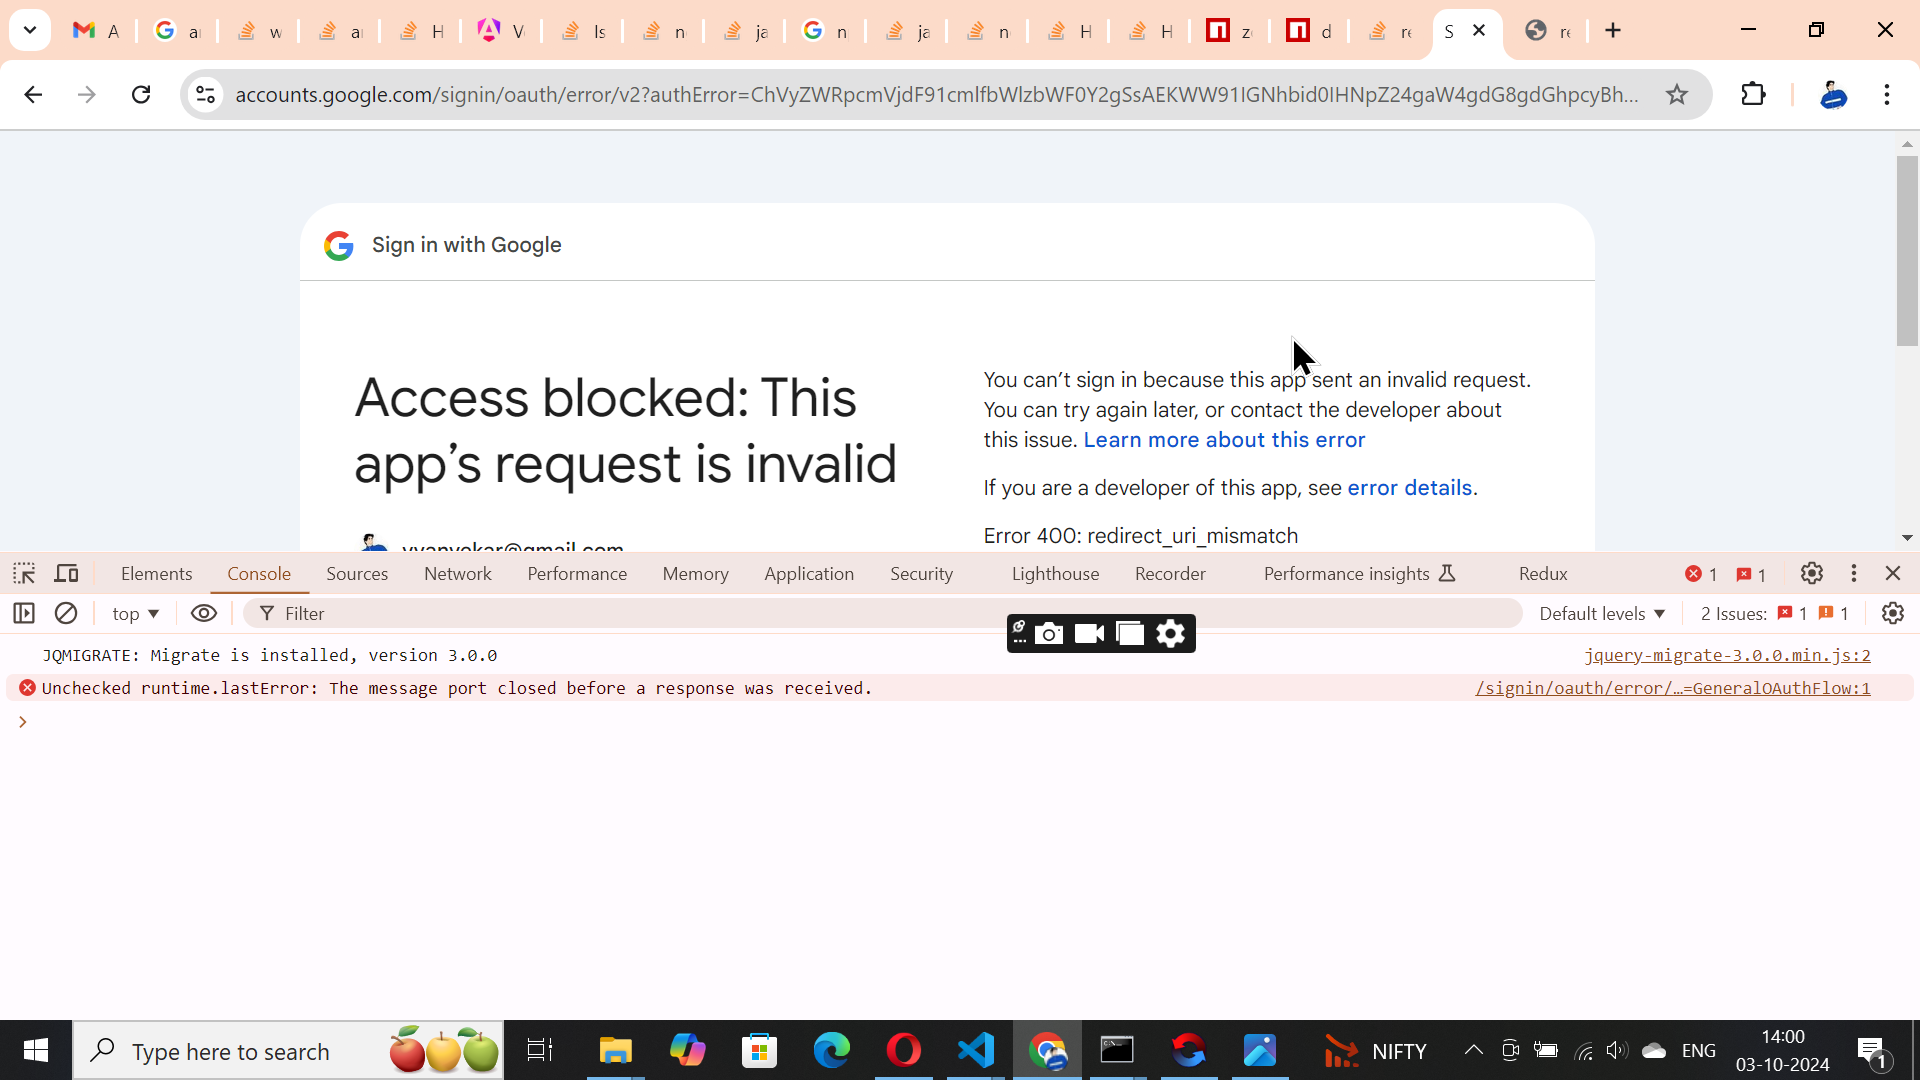 accounts.google.com/signin/oauth/error/v2?authError=ChVyZWRpcmVjdF91cmlfbWlzbWF0Y2gSsAEKWW91IGNhbid0IHNpZ24gaW4gdG8gdGhpcyBh...
Sign in with Google
Access blocked: This
app’s request is invalid
You can’t sign in because this app sent an invalid request.
You can try again later, or contact the developer about
this issue. Learn more about this error
If you are a developer of this app, see error details.
Error 400: redirect_uri_mismatch
Elements Console Sources Network Performance Memory Application Security Lighthouse Recorder Performance insights Redux 1 1
top Filter Default levels 2 Issues: 1 1
JQMIGRATE: Migrate is installed, version 3.0.0 jquery-migrate-3.0.0.min.js:2
Unchecked runtime.lastError: The message port closed before a response was received. /signin/oauth/error/…=GeneralOAuthFlow:1
Type here to search
NIFTY
ENG
14:00
03-10-2024
1